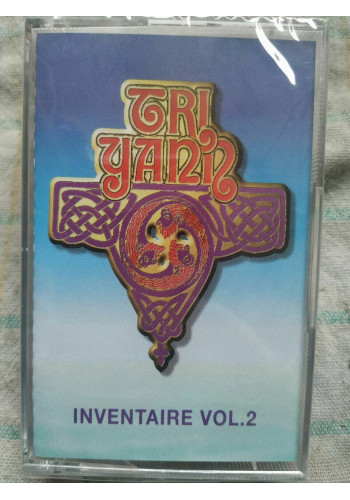 TRI
YANN
INVENTAIRE VOL.2